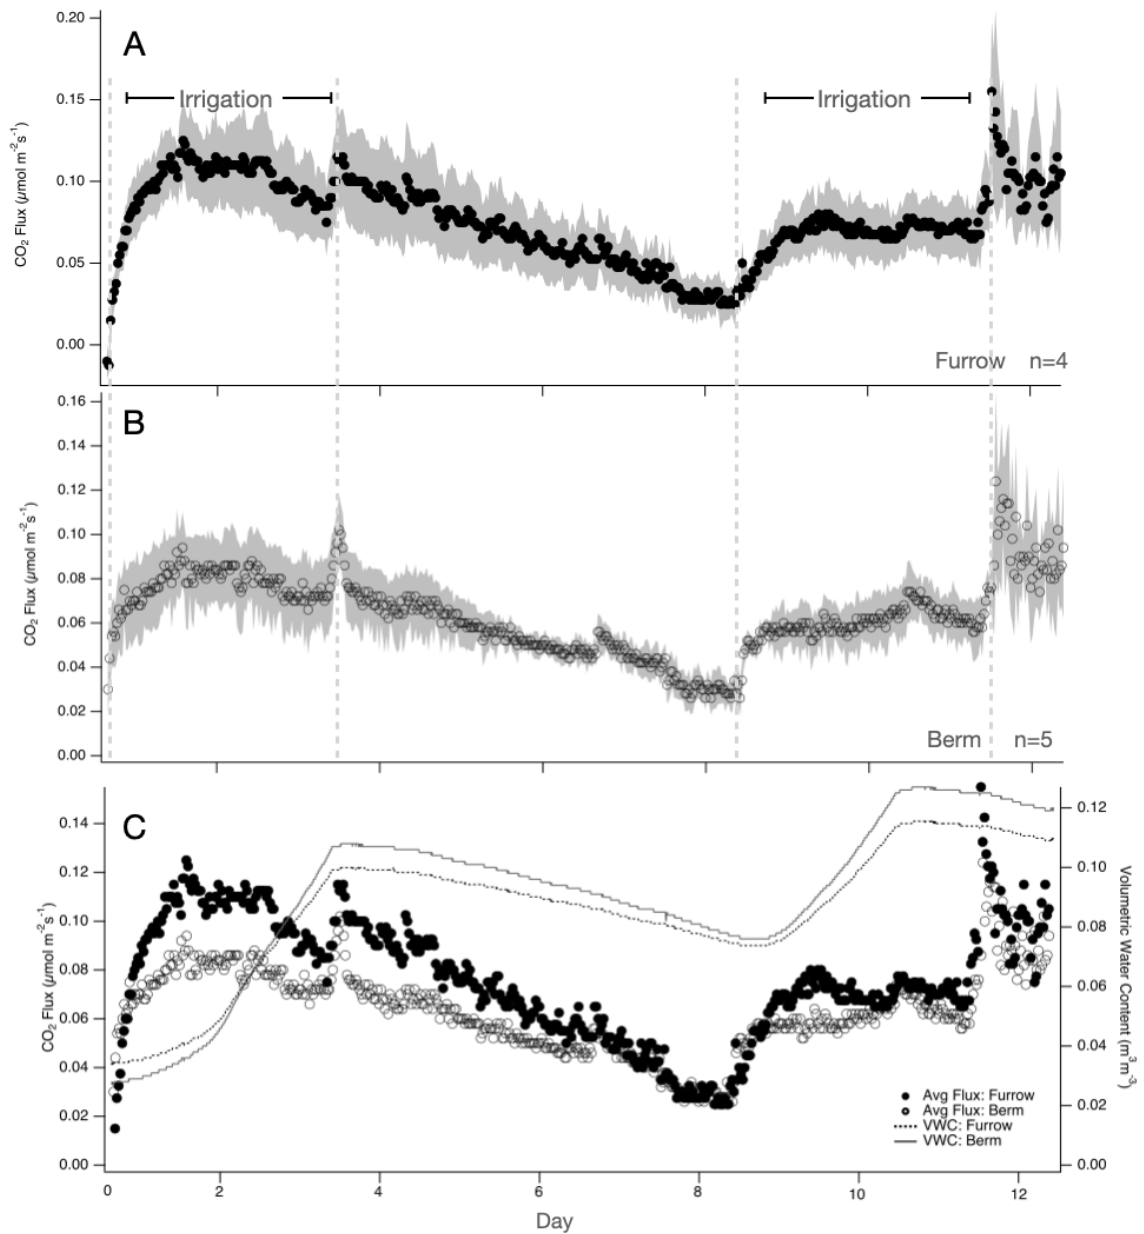 A
0.20
0.15
0.10
0.05
0.00
CO2 Flux (µmol m-2s-1)
Irrigation
Irrigation
Furrow n=4
B
0.16
0.14
0.12
0.10
0.08
0.06
0.04
0.02
0.00
CO2 Flux (µmol m-2s-1)
Berm n=5
C
0.14
0.12
0.10
0.08
0.06
0.04
0.02
0.00
CO2 Flux (µmol m-2s-1)
0.12
0.10
0.08
0.06
0.04
0.02
0.00
Volumetric Water Content (m3m-3)
Avg Flux: Furrow
Avg Flux: Berm
VWC: Furrow
VWC: Berm
0 2 4 6 8 10 12
Day